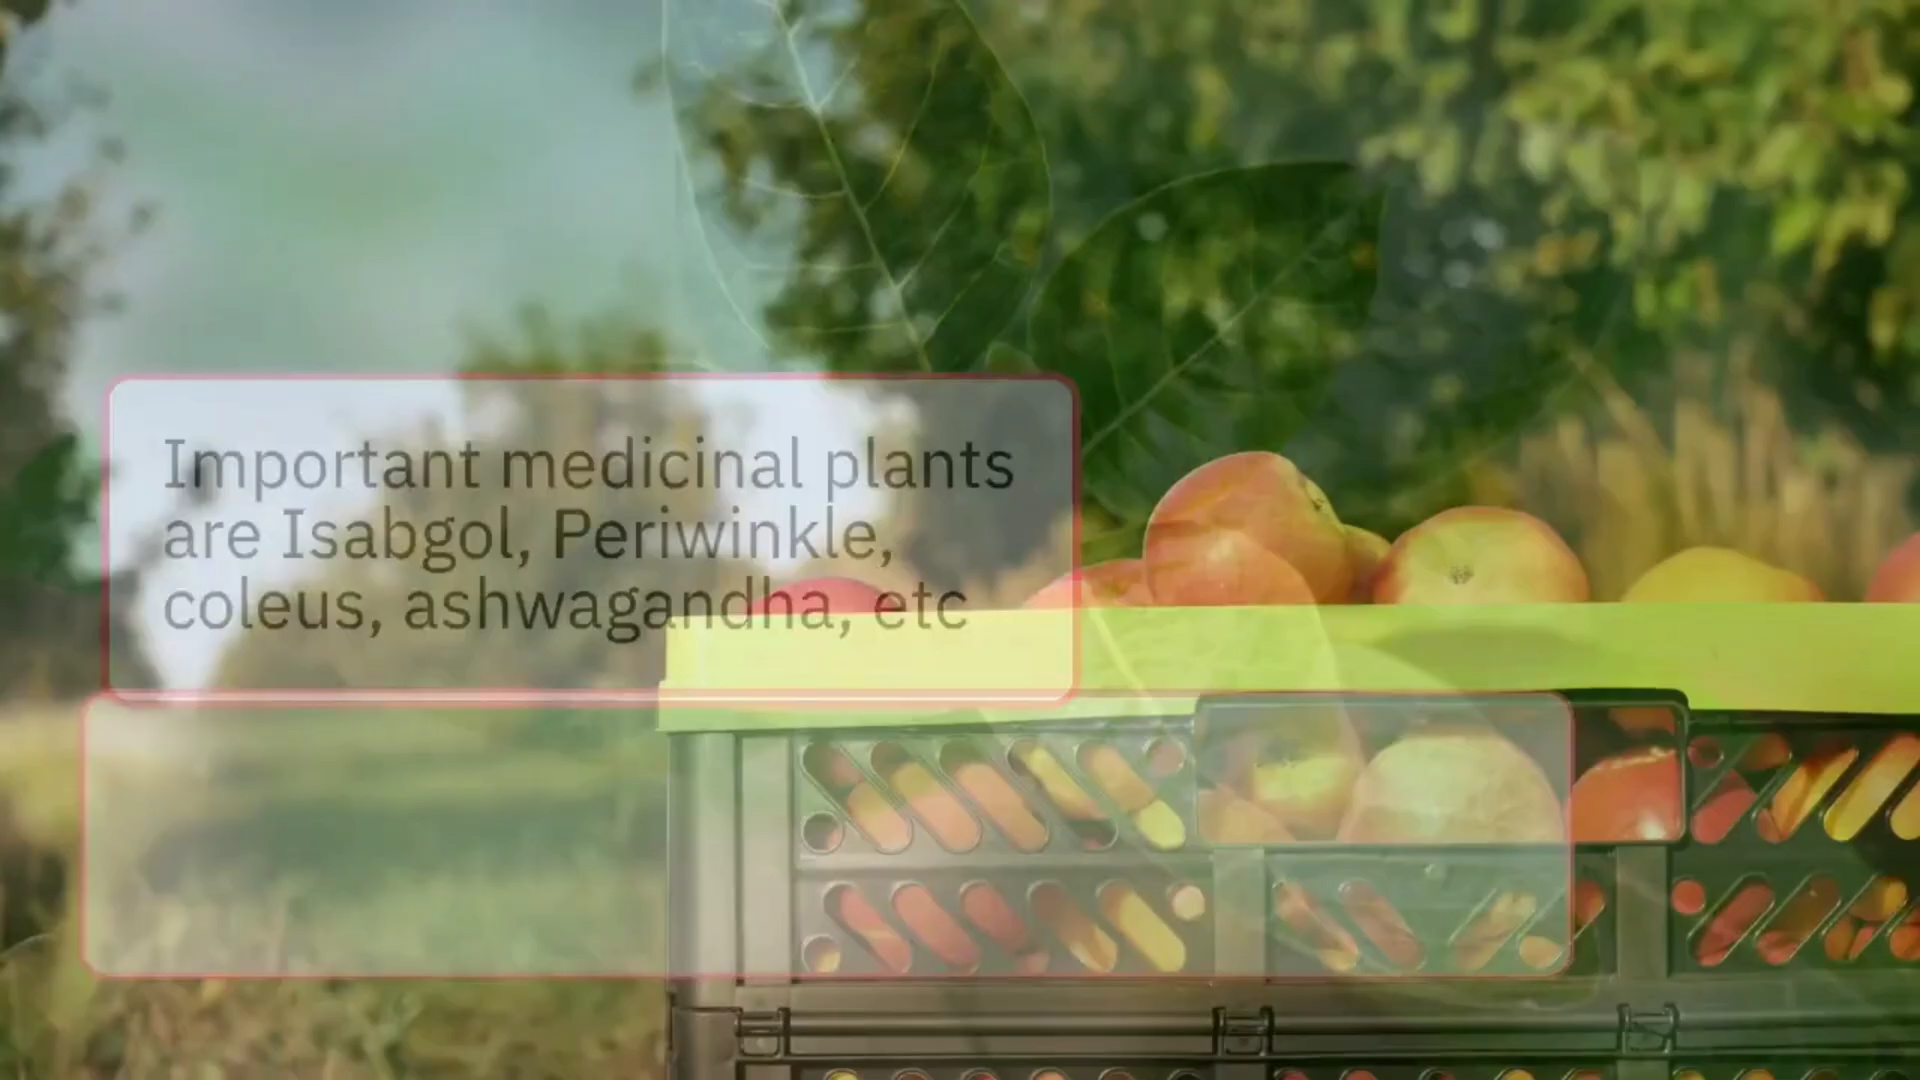 Important medicinal plants
are Isabgol, Periwinkle,
coleus, ashwagandha, etc